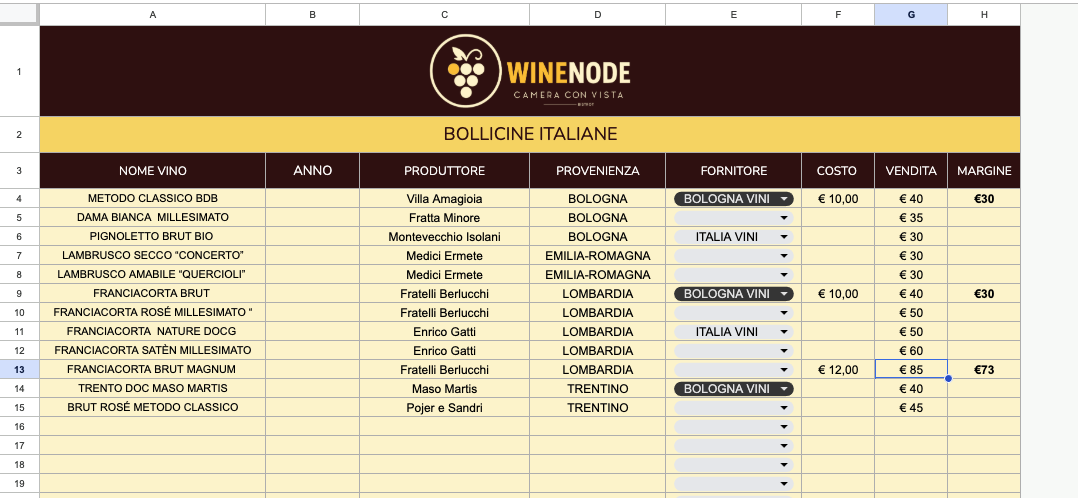 A B C D E F G H
1 WINENODE
CAMERA CON VISTA
BISTROT
2 BOLLICINE ITALIANE
3 NOME VINO ANNO PRODUTTORE PROVENIENZA FORNITORE COSTO VENDITA MARGINE
4 METODO CLASSICO BDB Villa Amagioia BOLOGNA BOLOGNA VINI € 10,00 € 40 €30
5 DAMA BIANCA MILLESIMATO Fratta Minore BOLOGNA € 35
6 PIGNOLETTO BRUT BIO Montevecchio Isolani BOLOGNA ITALIA VINI € 30
7 LAMBRUSCO SECCO “CONCERTO” Medici Ermete EMILIA-ROMAGNA € 30
8 LAMBRUSCO AMABILE “QUERCIOLI” Medici Ermete EMILIA-ROMAGNA € 30
9 FRANCIACORTA BRUT Fratelli Berlucchi LOMBARDIA BOLOGNA VINI € 10,00 € 40 €30
10 FRANCIACORTA ROSÉ MILLESIMATO “ Fratelli Berlucchi LOMBARDIA € 50
11 FRANCIACORTA NATURE DOCG Enrico Gatti LOMBARDIA ITALIA VINI € 50
12 FRANCIACORTA SATÈN MILLESIMATO Enrico Gatti LOMBARDIA € 60
13 FRANCIACORTA BRUT MAGNUM Fratelli Berlucchi LOMBARDIA € 12,00 € 85 €73
14 TRENTO DOC MASO MARTIS Maso Martis TRENTINO BOLOGNA VINI € 40
15 BRUT ROSÉ METODO CLASSICO Pojer e Sandri TRENTINO € 45
16
17
18
19